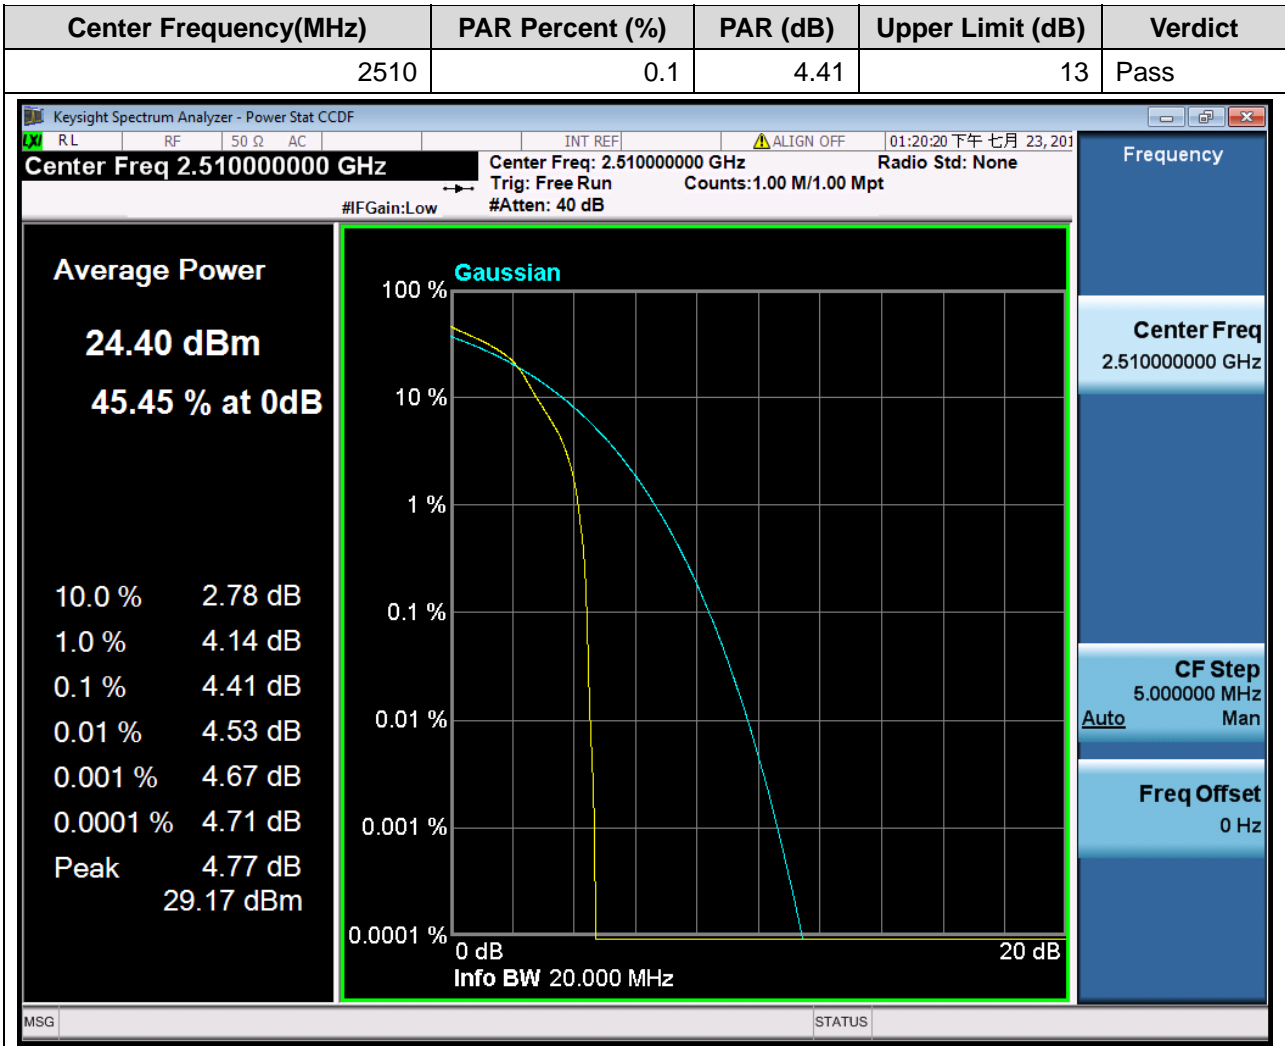 Center Frequency(MHz) PAR Percent (%) PAR (dB) Upper Limit (dB) Verdict
2510 0.1 4.41 13 Pass
Keysight Spectrum Analyzer - Power Stat CCDF
LXI RL RF 50 Ω AC INT REF ALIGN OFF 01:20:20 下午 七月 23, 201
Center Freq 2.510000000 GHz
Center Freq: 2.510000000 GHz Radio Std: None
Trig: Free Run Counts:1.00 M/1.00 Mpt
#IFGain:Low #Atten: 40 dB
Frequency
Average Power
24.40 dBm
45.45 % at 0dB
10.0 % 2.78 dB
1.0 % 4.14 dB
0.1 % 4.41 dB
0.01 % 4.53 dB
0.001 % 4.67 dB
0.0001 % 4.71 dB
Peak 4.77 dB
29.17 dBm
Gaussian
100 %
10 %
1 %
0.1 %
0.01 %
0.001 %
0.0001 %
0 dB 20 dB
Info BW 20.000 MHz
Center Freq
2.510000000 GHz
CF Step
5.000000 MHz
Auto Man
Freq Offset
0 Hz
MSG STATUS